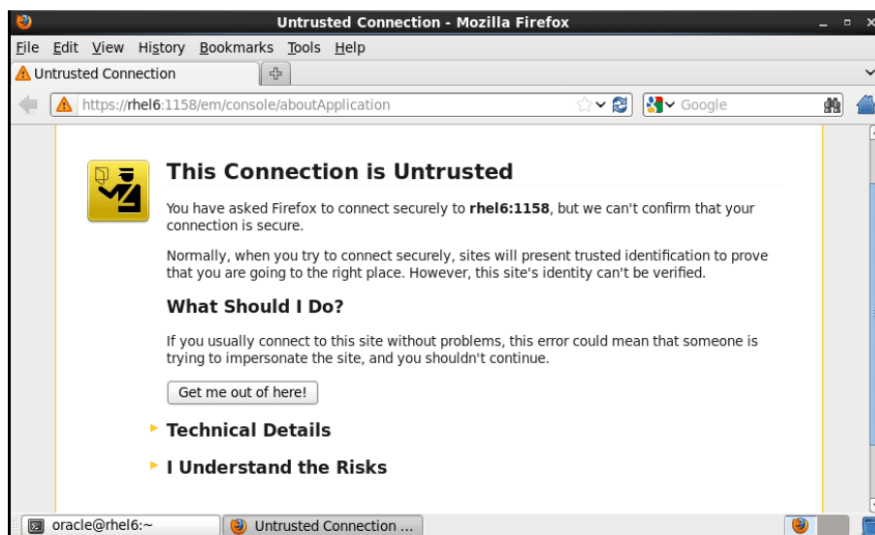 Untrusted Connection - Mozilla Firefox
File Edit View History Bookmarks Tools Help
Untrusted Connection
https://rhel6:1158/em/console/aboutApplication
Google
This Connection is Untrusted
You have asked Firefox to connect securely to rhel6:1158, but we can't confirm that your
connection is secure.
Normally, when you try to connect securely, sites will present trusted identification to prove
that you are going to the right place. However, this site's identity can't be verified.
What Should I Do?
If you usually connect to this site without problems, this error could mean that someone is
trying to impersonate the site, and you shouldn't continue.
Get me out of here!
Technical Details
I Understand the Risks
oracle@rhel6:~
Untrusted Connection ...